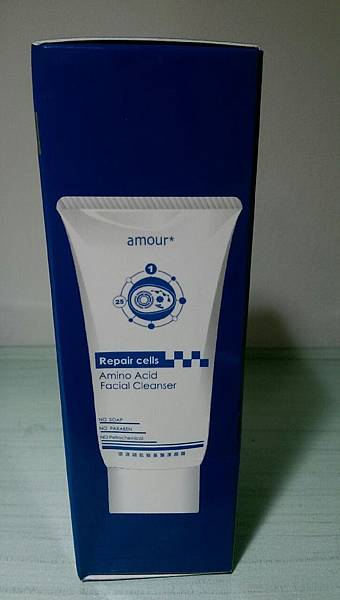 amour*
1
25
Repair cells
Amino Acid
Facial Cleanser
NO SOAP
NO PARABEN
NO Petrochemical